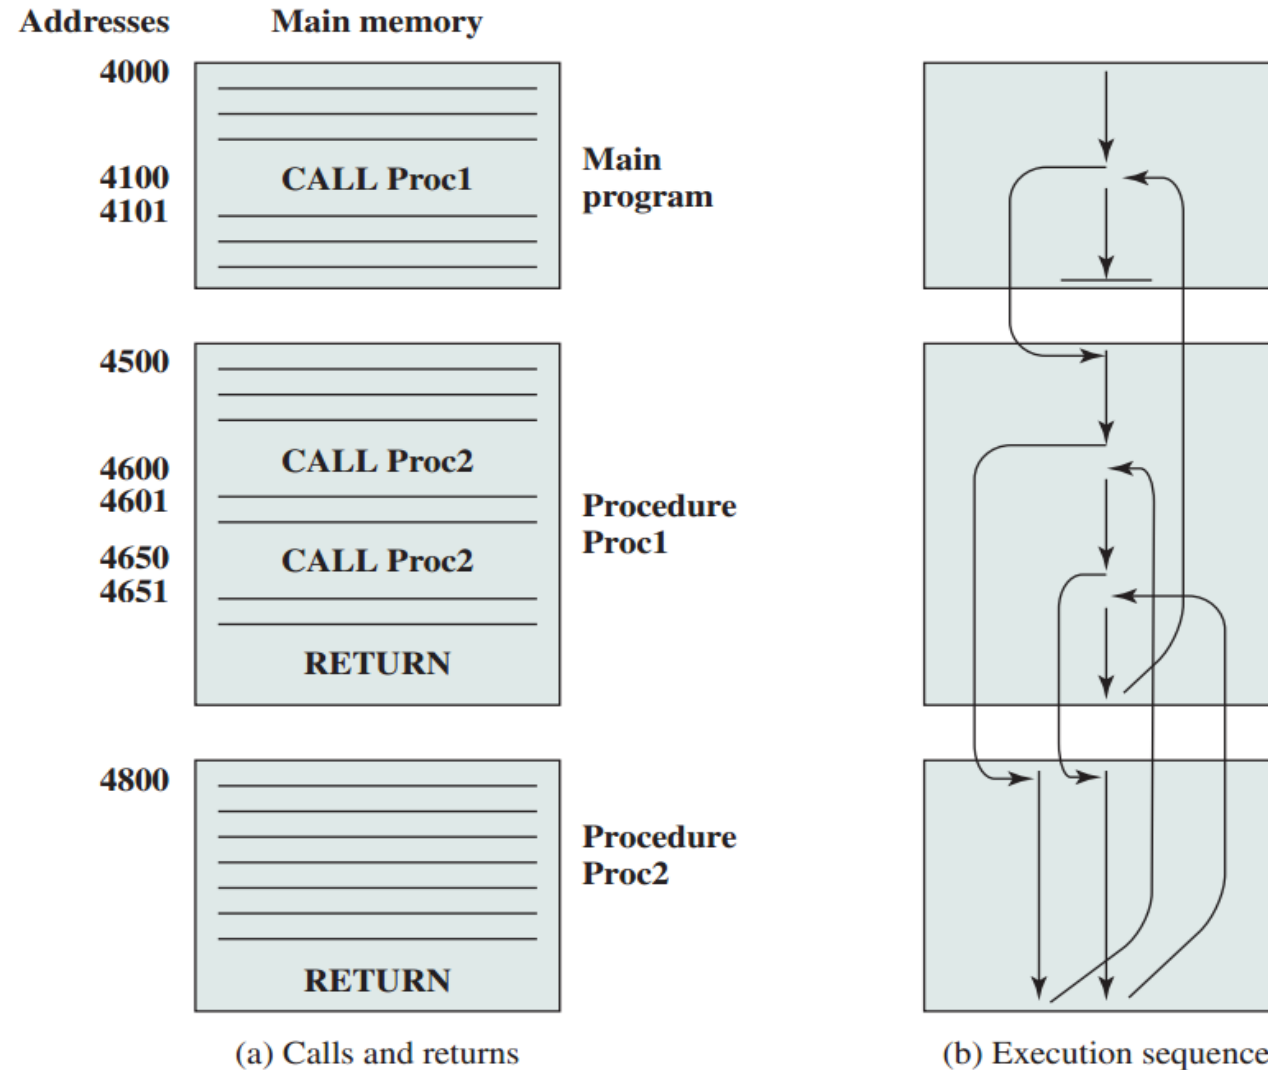 Addresses Main memory
4000
4100 CALL Proc1
4101
Main
program
4500
4600 CALL Proc2
4601
4650 CALL Proc2
4651
RETURN
Procedure
Proc1
4800
RETURN
Procedure
Proc2
(a) Calls and returns
(b) Execution sequence